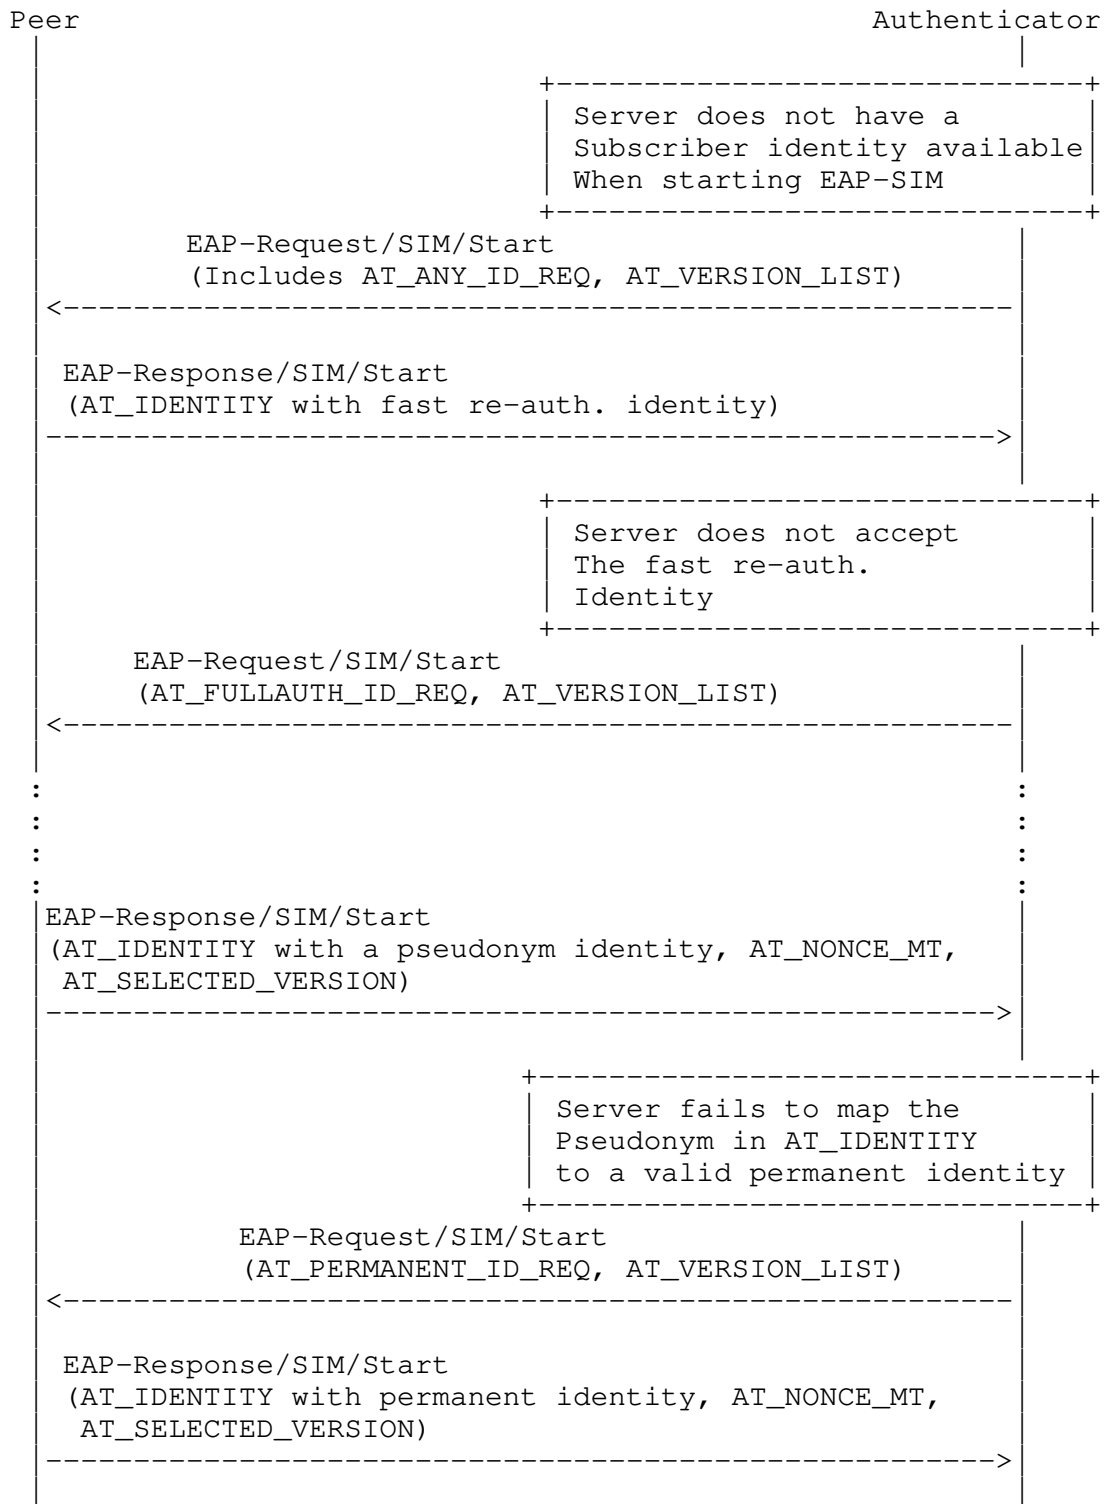 Peer Authenticator
Server does not have a
Subscriber identity available
When starting EAP-SIM
EAP-Request/SIM/Start
(Includes AT_ANY_ID_REQ, AT_VERSION_LIST)
EAP-Response/SIM/Start
(AT_IDENTITY with fast re-auth. identity)
Server does not accept
The fast re-auth.
Identity
EAP-Request/SIM/Start
(AT_FULLAUTH_ID_REQ, AT_VERSION_LIST)
: :
: :
: :
: :
EAP-Response/SIM/Start
(AT_IDENTITY with a pseudonym identity, AT_NONCE_MT,
AT_SELECTED_VERSION)
Server fails to map the
Pseudonym in AT_IDENTITY
to a valid permanent identity
EAP-Request/SIM/Start
(AT_PERMANENT_ID_REQ, AT_VERSION_LIST)
EAP-Response/SIM/Start
(AT_IDENTITY with permanent identity, AT_NONCE_MT,
AT_SELECTED_VERSION)